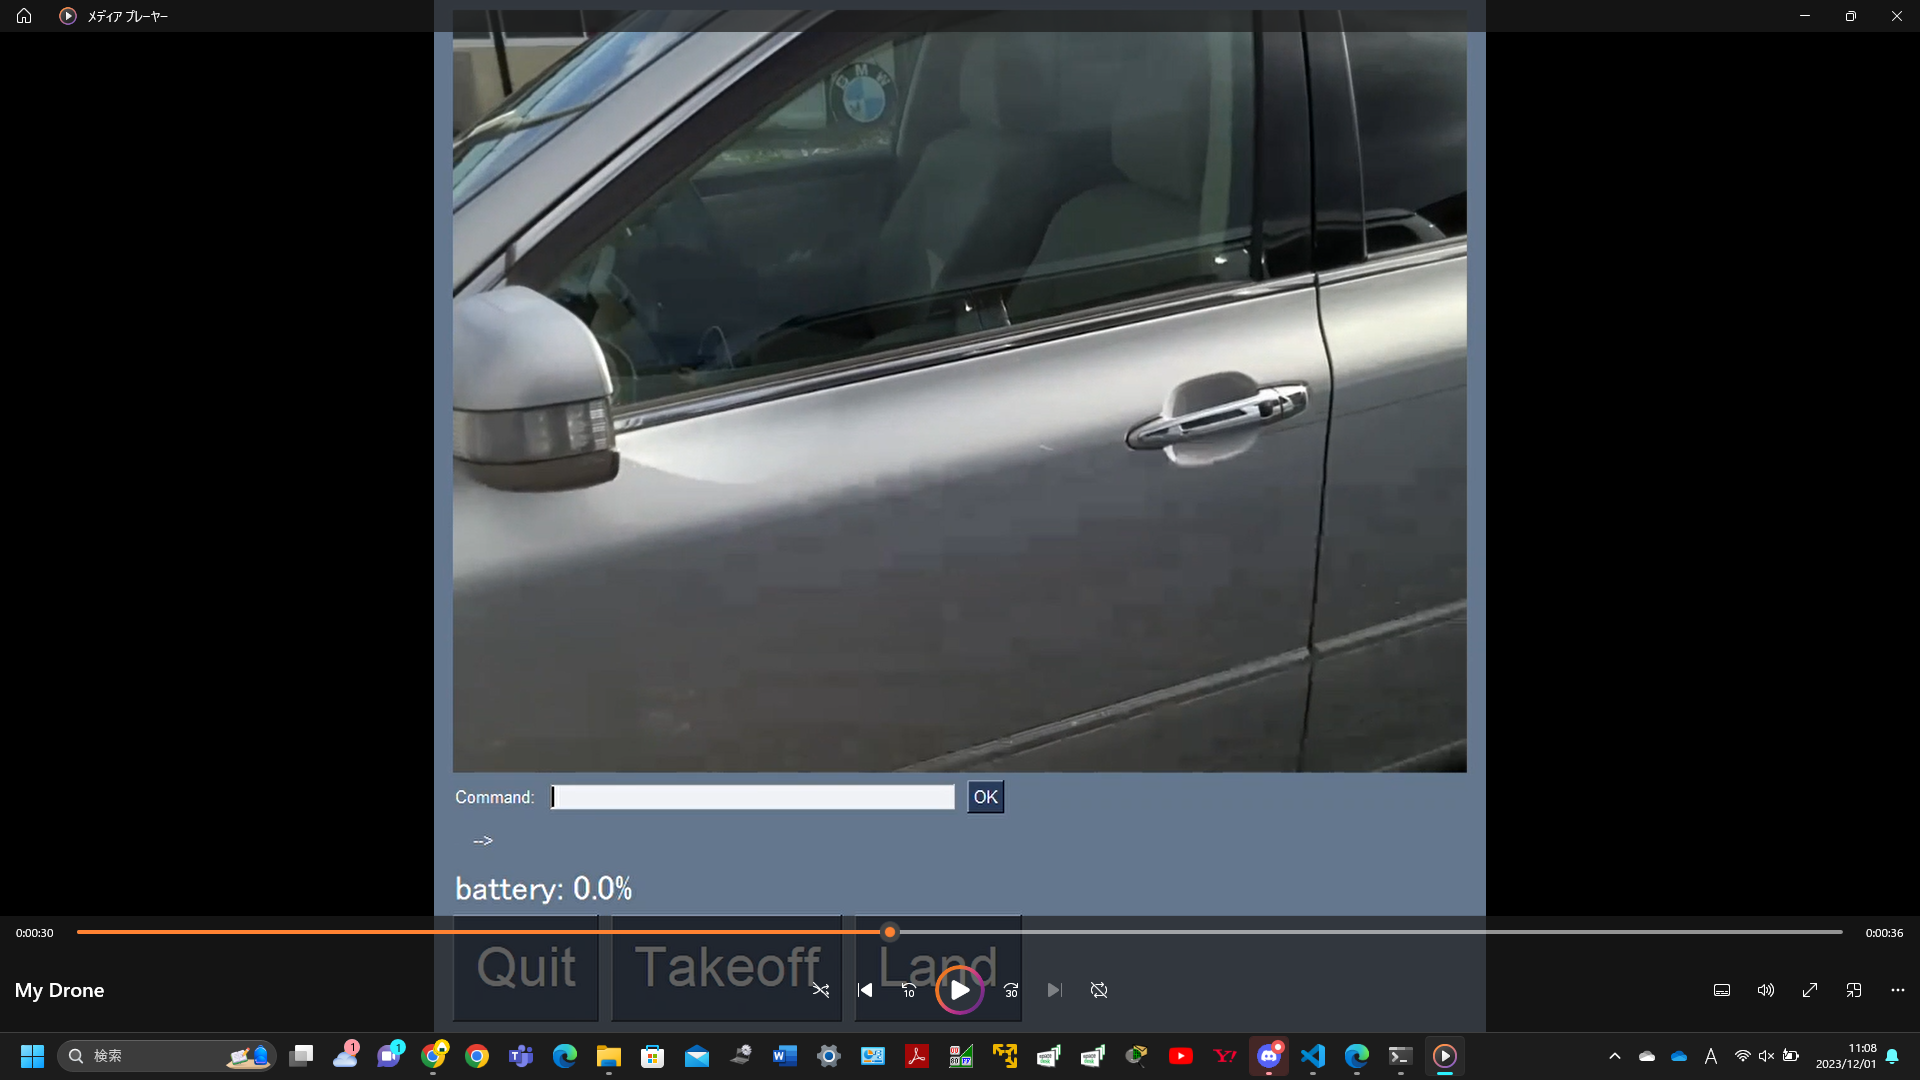 メディア プレーヤー
BMW
Command:
OK
-->
battery: 0.0%
0:00:30
0:00:36
Quit
Takeoff
Land
My Drone
10
30
検索
1
1
A
11:08
2023/12/01